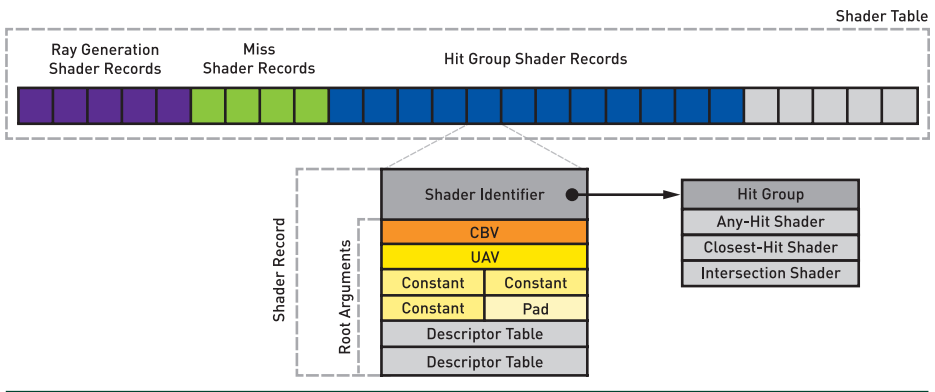 Shader Table
Ray Generation
Shader Records
Miss
Shader Records
Hit Group Shader Records
Shader Record
Root Arguments
Shader Identifier
CBV
UAV
Constant Constant
Constant Pad
Descriptor Table
Descriptor Table
Hit Group
Any-Hit Shader
Closest-Hit Shader
Intersection Shader